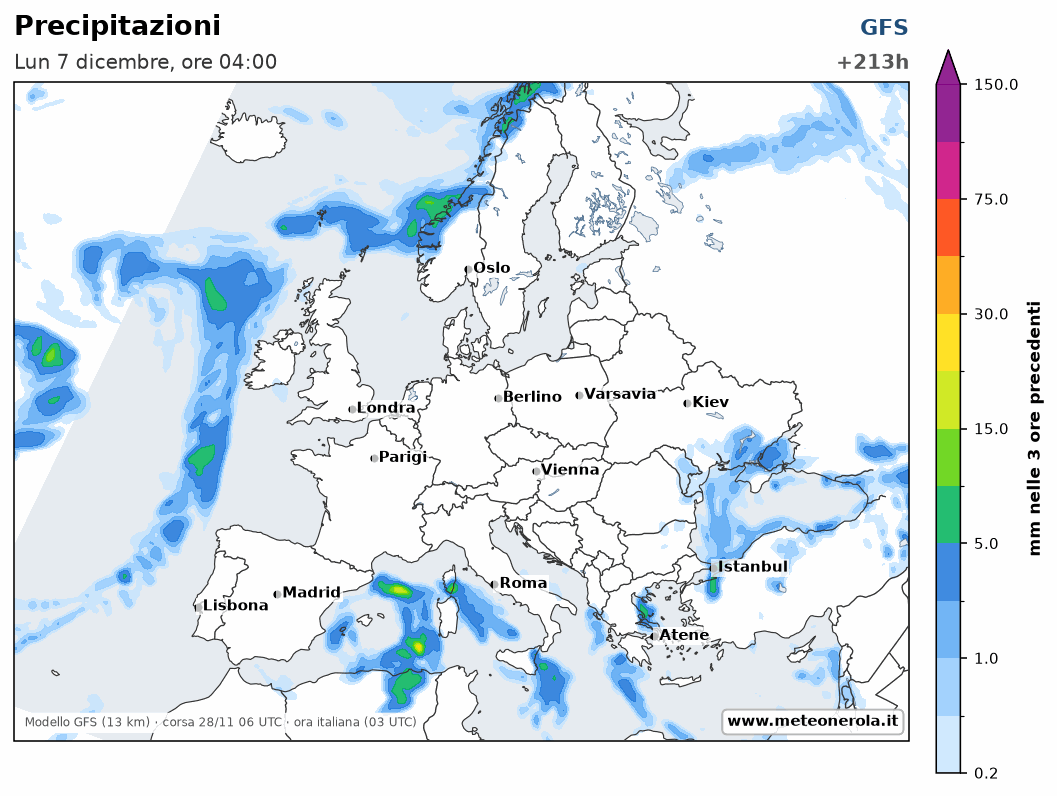 Precipitazioni
GFS
Lun 7 dicembre, ore 04:00
+213h
150.0
75.0
30.0
15.0
5.0
1.0
0.2
mm nelle 3 ore precedenti
Oslo
Berlino
Varsavia
Kiev
Londra
Parigi
Vienna
Istanbul
Roma
Madrid
Lisbona
Atene
Modello GFS (13 km) · corsa 28/11 06 UTC · ora italiana (03 UTC)
www.meteonerola.it